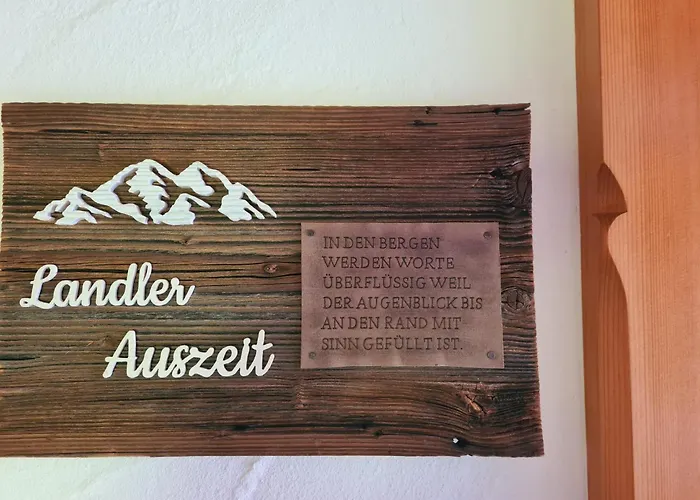 Landler
Auszeit
IN DEN BERGEN
WERDEN WORTE
ÜBERFLÜSSIG WEIL
DER AUGENBLICK BIS
AN DEN RAND MIT
SINN GEFÜLLT IST.